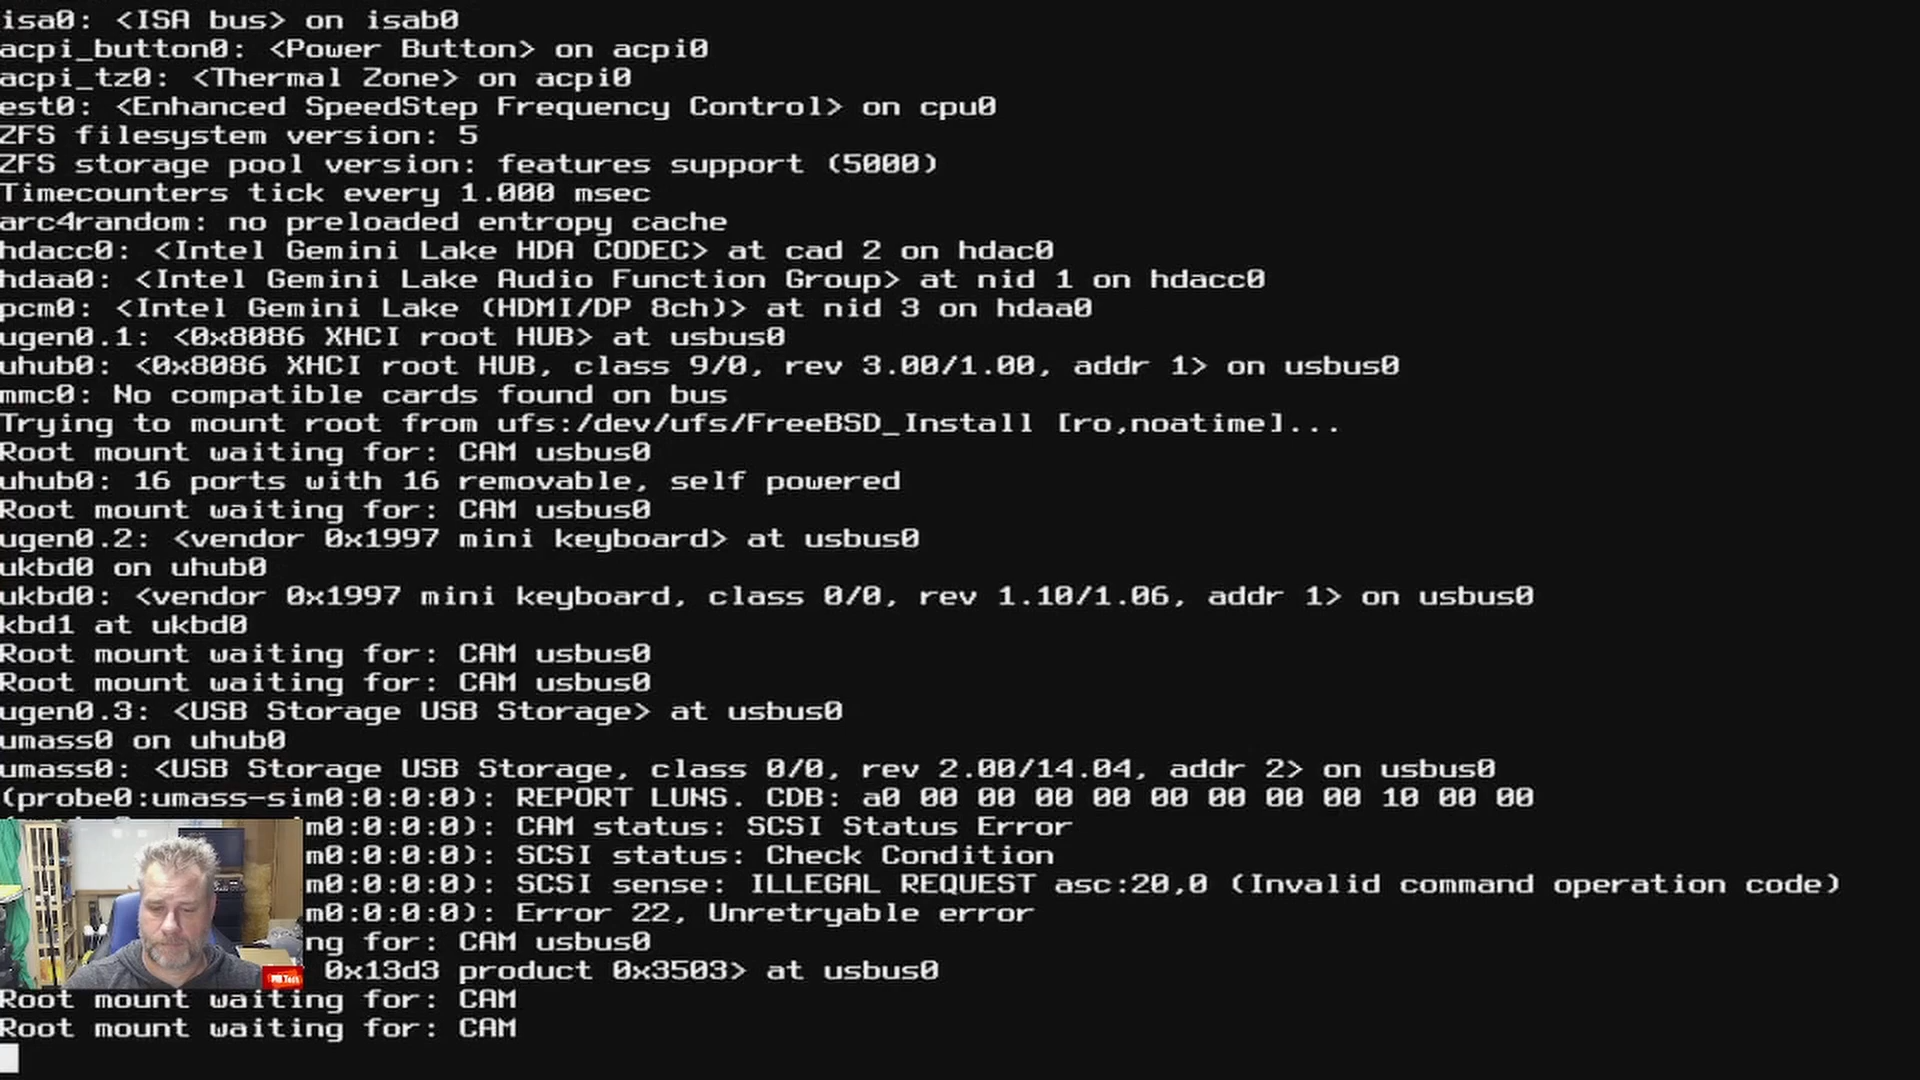 isa0: <ISA bus> on isab0
acpi_button0: <Power Button> on acpi0
acpi_tz0: <Thermal Zone> on acpi0
est0: <Enhanced SpeedStep Frequency Control> on cpu0
ZFS filesystem version: 5
ZFS storage pool version: features support (5000)
Timecounters tick every 1.000 msec
arc4random: no preloaded entropy cache
hdacc0: <Intel Gemini Lake HDA CODEC> at cad 2 on hdac0
hdaa0: <Intel Gemini Lake Audio Function Group> at nid 1 on hdacc0
pcm0: <Intel Gemini Lake (HDMI/DP 8ch)> at nid 3 on hdaa0
ugen0.1: <0x8086 XHCI root HUB> at usbus0
uhub0: <0x8086 XHCI root HUB, class 9/0, rev 3.00/1.00, addr 1> on usbus0
mmc0: No compatible cards found on bus
Trying to mount root from ufs:/dev/ufs/FreeBSD_Install [ro,noatime]...
Root mount waiting for: CAM usbus0
uhub0: 16 ports with 16 removable, self powered
Root mount waiting for: CAM usbus0
ugen0.2: <vendor 0x1997 mini keyboard> at usbus0
ukbd0 on uhub0
ukbd0: <vendor 0x1997 mini keyboard, class 0/0, rev 1.10/1.06, addr 1> on usbus0
kbd1 at ukbd0
Root mount waiting for: CAM usbus0
Root mount waiting for: CAM usbus0
ugen0.3: <USB Storage USB Storage> at usbus0
umass0 on uhub0
umass0: <USB Storage USB Storage, class 0/0, rev 2.00/14.04, addr 2> on usbus0
(probe0:umass-sim0:0:0:0): REPORT LUNS. CDB: a0 00 00 00 00 00 00 00 00 10 00 00
m0:0:0:0): CAM status: SCSI Status Error
m0:0:0:0): SCSI status: Check Condition
m0:0:0:0): SCSI sense: ILLEGAL REQUEST asc:20,0 (Invalid command operation code)
m0:0:0:0): Error 22, Unretryable error
ng for: CAM usbus0
0x13d3 product 0x3503> at usbus0
Root mount waiting for: CAM
Root mount waiting for: CAM